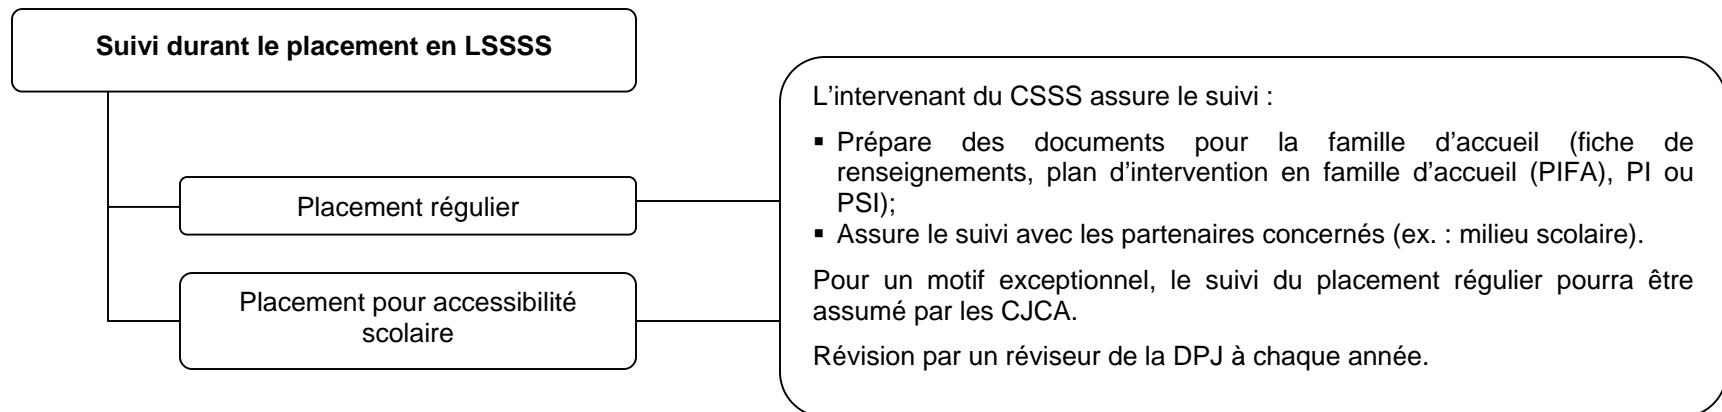 Suivi durant le placement en LSSSS
Placement régulier
Placement pour accessibilité
scolaire
L’intervenant du CSSS assure le suivi :
▪ Prépare des documents pour la famille d’accueil (fiche de
renseignements, plan d’intervention en famille d’accueil (PIFA), PI ou
PSI);
▪ Assure le suivi avec les partenaires concernés (ex. : milieu scolaire).
Pour un motif exceptionnel, le suivi du placement régulier pourra être
assumé par les CJCA.
Révision par un réviseur de la DPJ à chaque année.